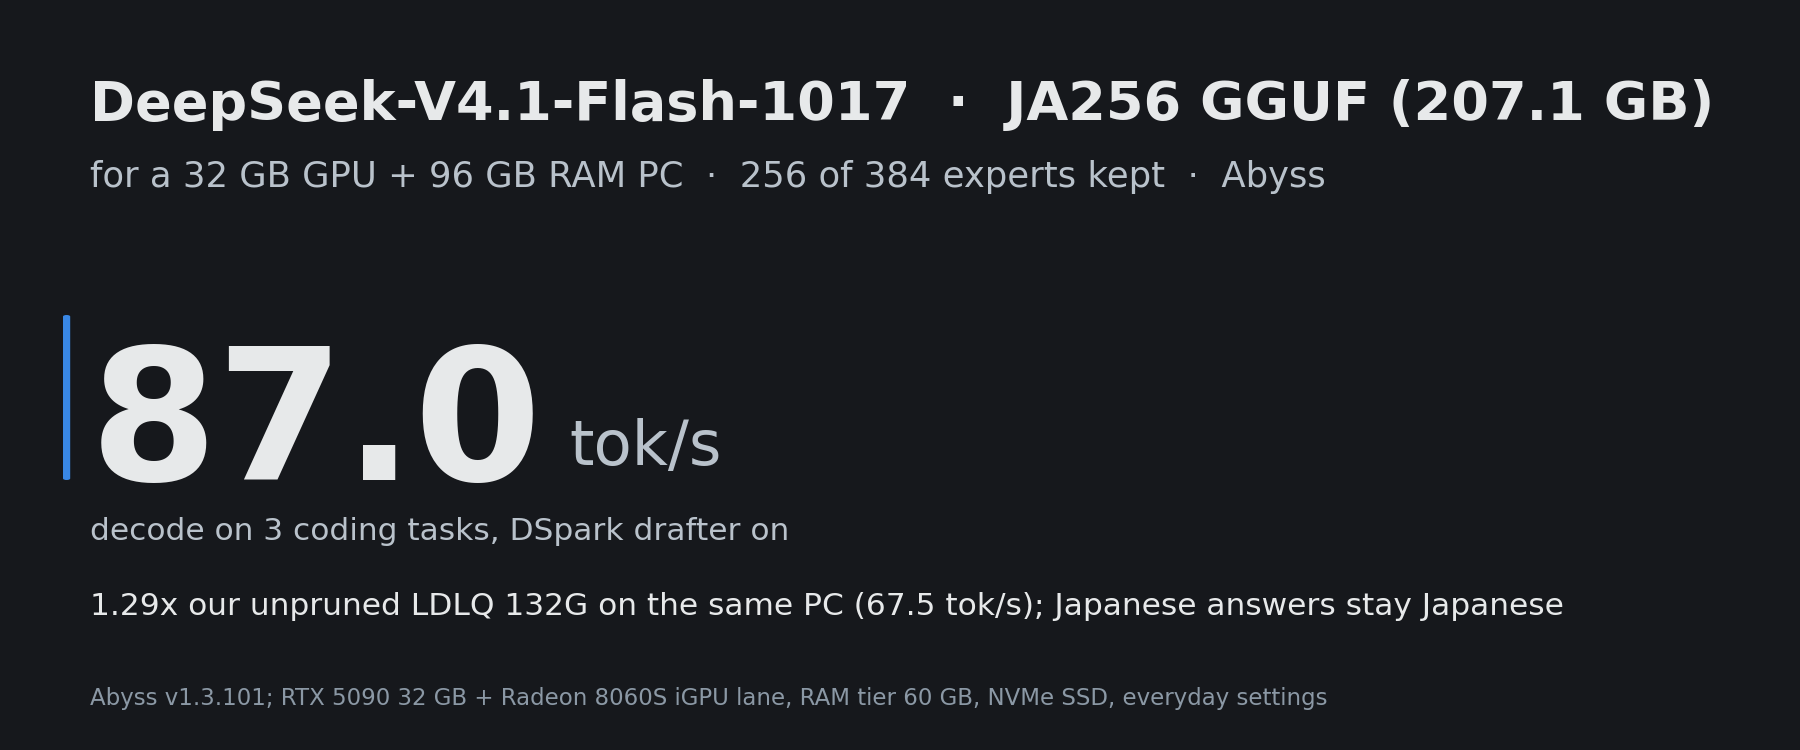 DeepSeek-V4.1-Flash-1017 · JA256 GGUF (207.1 GB)
for a 32 GB GPU + 96 GB RAM PC · 256 of 384 experts kept · Abyss
87.0 tok/s
decode on 3 coding tasks, DSpark drafter on
1.29x our unpruned LDLQ 132G on the same PC (67.5 tok/s); Japanese answers stay Japanese
Abyss v1.3.101; RTX 5090 32 GB + Radeon 8060S iGPU lane, RAM tier 60 GB, NVMe SSD, everyday settings